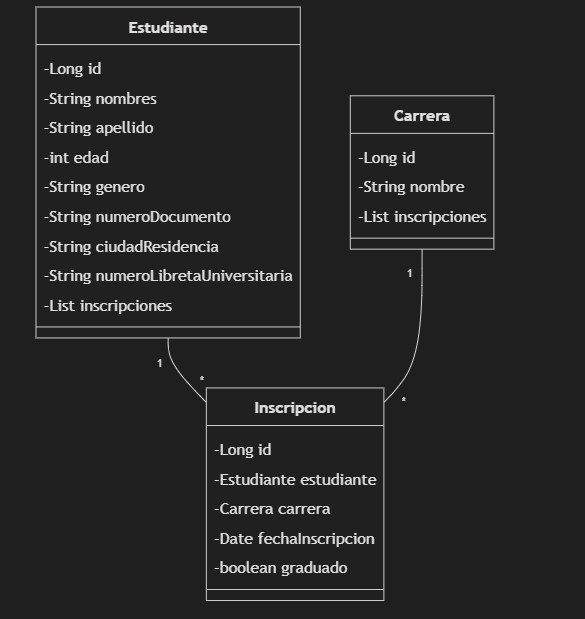 Estudiante
-Long id
-String nombres
-String apellido
-int edad
-String genero
-String numeroDocumento
-String ciudadResidencia
-String numeroLibretaUniversitaria
-List inscripciones
Carrera
-Long id
-String nombre
-List inscripciones
1
*
1
*
Inscripcion
-Long id
-Estudiante estudiante
-Carrera carrera
-Date fechaInscripcion
-boolean graduado